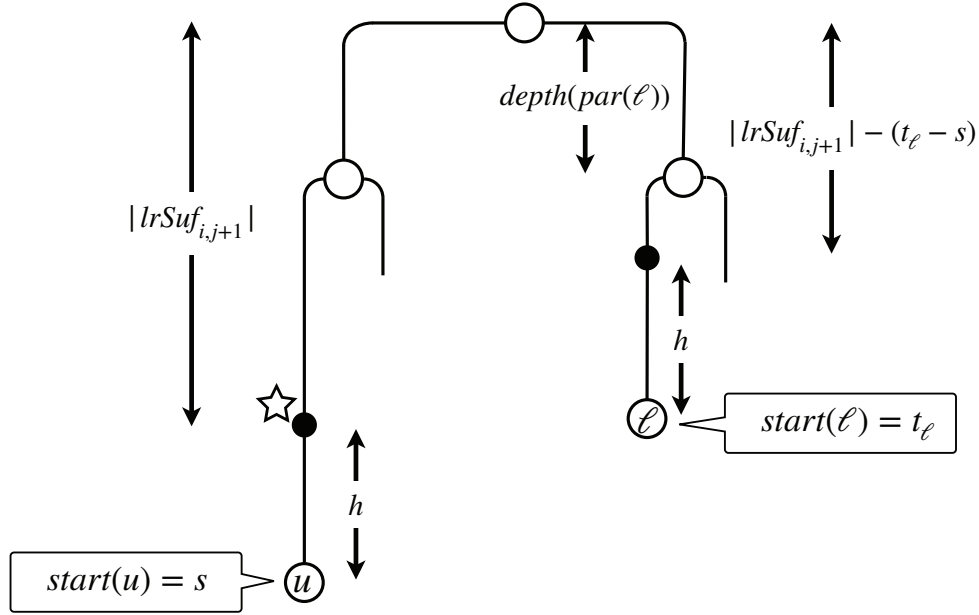 depth(par(ℓ))
|lrSuf_{i,j+1}| − (t_ℓ − s)
|lrSuf_{i,j+1}|
h
ℓ
start(ℓ) = t_ℓ
h
start(u) = s
u